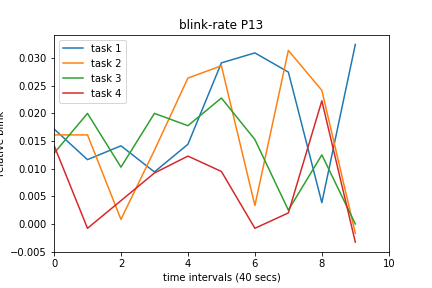 blink-rate P13
task 1
task 2
task 3
task 4
0.030
0.025
0.020
0.015
0.010
0.005
0.000
−0.005
0 2 4 6 8 10
time intervals (40 secs)
blink